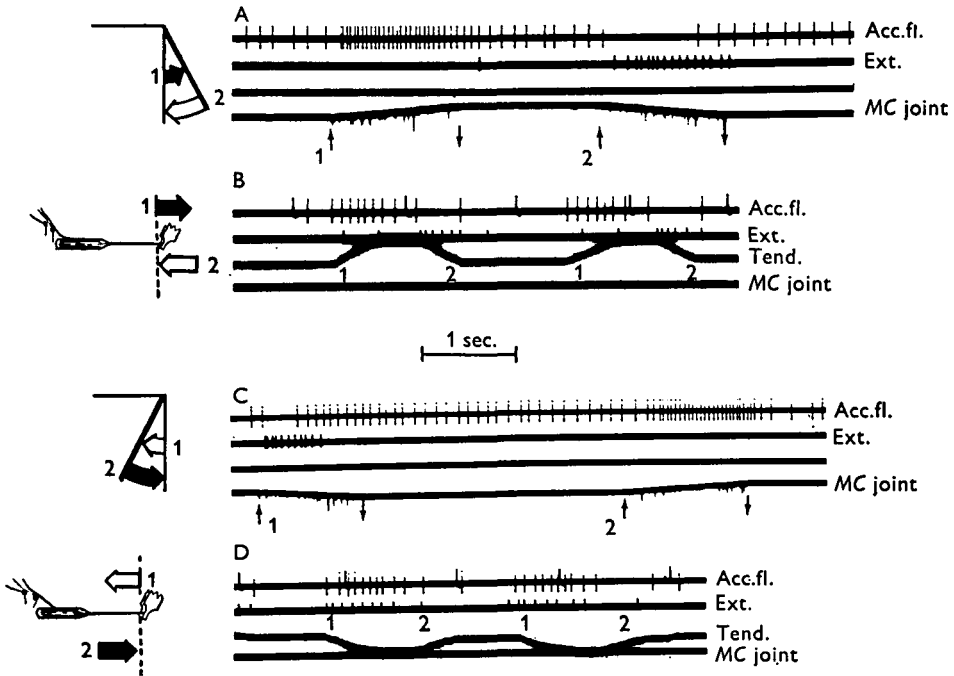 A
Acc.fl.
Ext.
MC joint
1
2
1
2
B
Acc.fl.
Ext.
Tend.
MC joint
1
2
1
2
1
2
1 sec.
C
Acc.fl.
Ext.
MC joint
1
2
1
2
D
Acc.fl.
Ext.
Tend.
MC joint
1
2
1
2
1
2